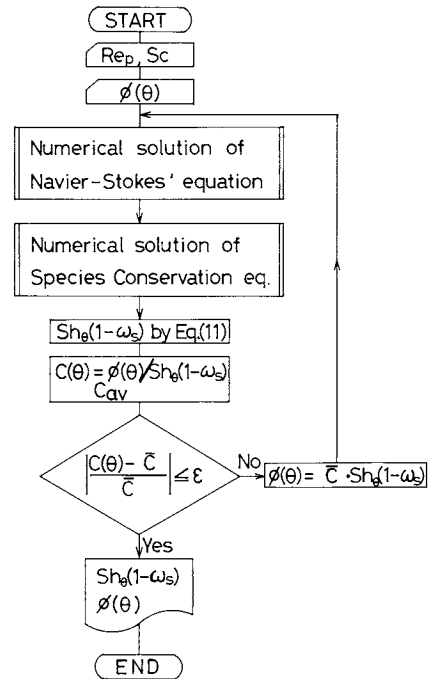 START
Rep, Sc
ϕ(θ)
Numerical solution of
Navier-Stokes' equation
Numerical solution of
Species Conservation eq.
Shθ(1-ωs) by Eq.(11)
C(θ)=ϕ(θ)/Shθ(1-ωs)
Cav
|C(θ)- C̄ / C̄| ≤ ε
No
ϕ(θ)= C̄ ·Shθ(1-ωs)
Yes
Shθ(1-ωs)
ϕ(θ)
END